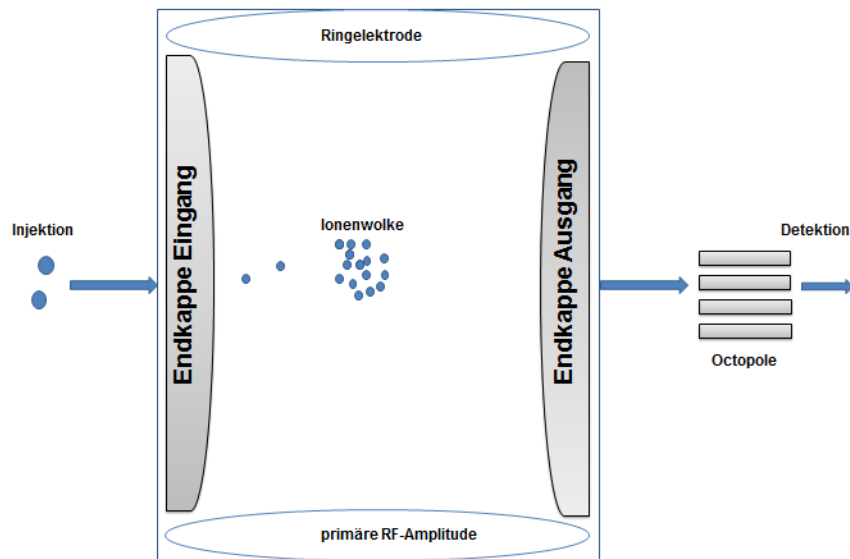 Ringelektrode
Injektion
Endkappe Eingang
Ionenwolke
Endkappe Ausgang
Detektion
Octopole
primäre RF-Amplitude